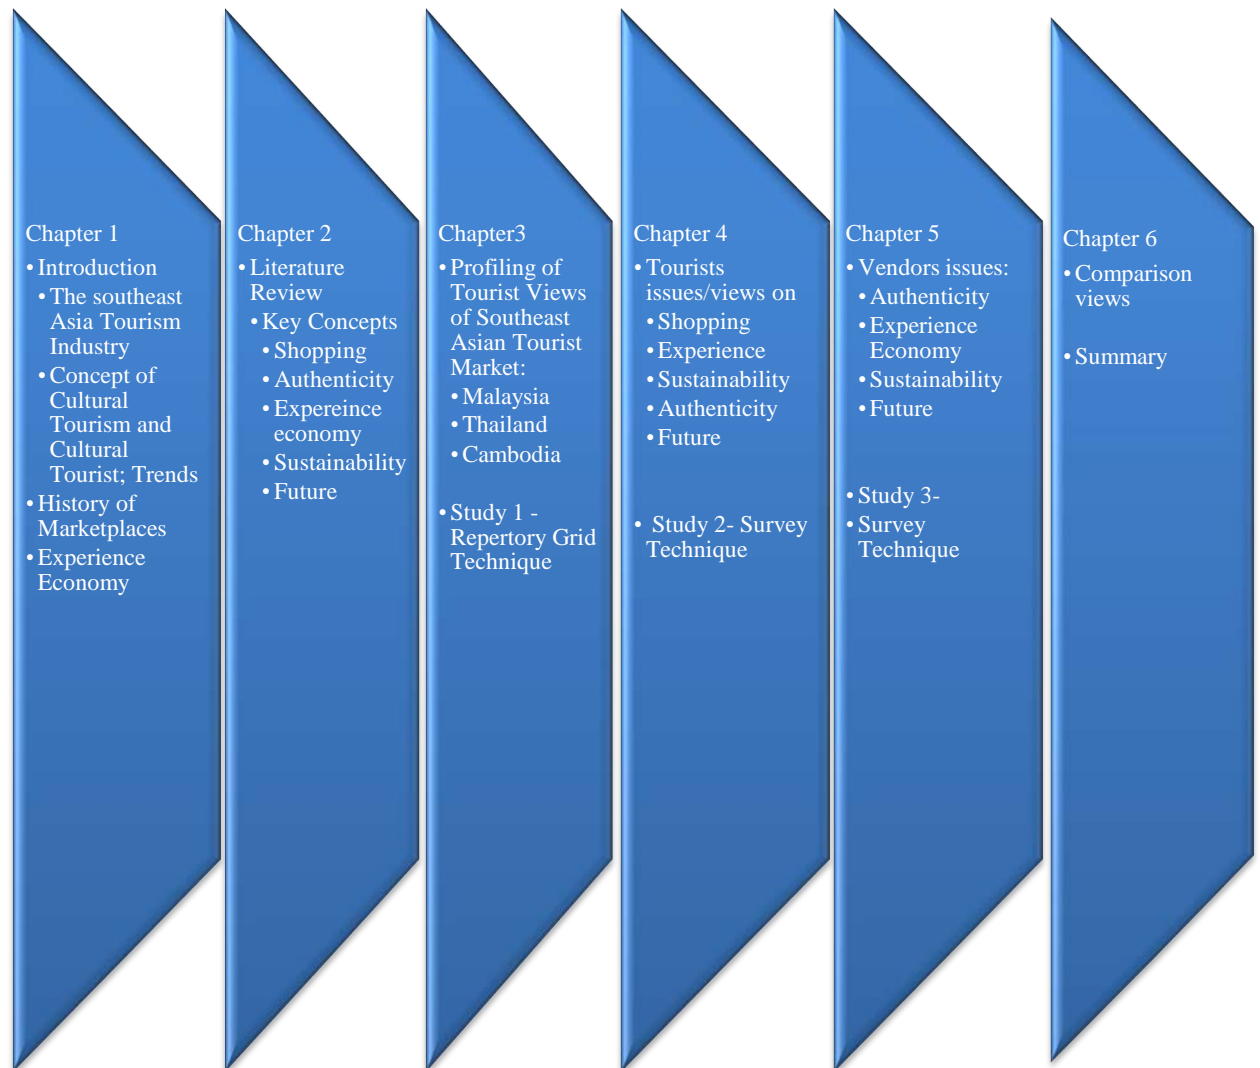 Chapter 1
• Introduction
• The southeast
Asia Tourism
Industry
• Concept of
Cultural
Tourism and
Cultural
Tourist; Trends
• History of
Marketplaces
• Experience
Economy
Chapter 2
• Literature
Review
• Key Concepts
• Shopping
• Authenticity
• Expereince
economy
• Sustainability
• Future
Chapter3
• Profiling of
Tourist Views
of Southeast
Asian Tourist
Market:
• Malaysia
• Thailand
• Cambodia
• Study 1 -
Repertory Grid
Technique
Chapter 4
• Tourists
issues/views on
• Shopping
• Experience
• Sustainability
• Authenticity
• Future
• Study 2- Survey
Technique
Chapter 5
• Vendors issues:
• Authenticity
• Experience
Economy
• Sustainability
• Future
• Study 3-
• Survey
Technique
Chapter 6
• Comparison
views
• Summary